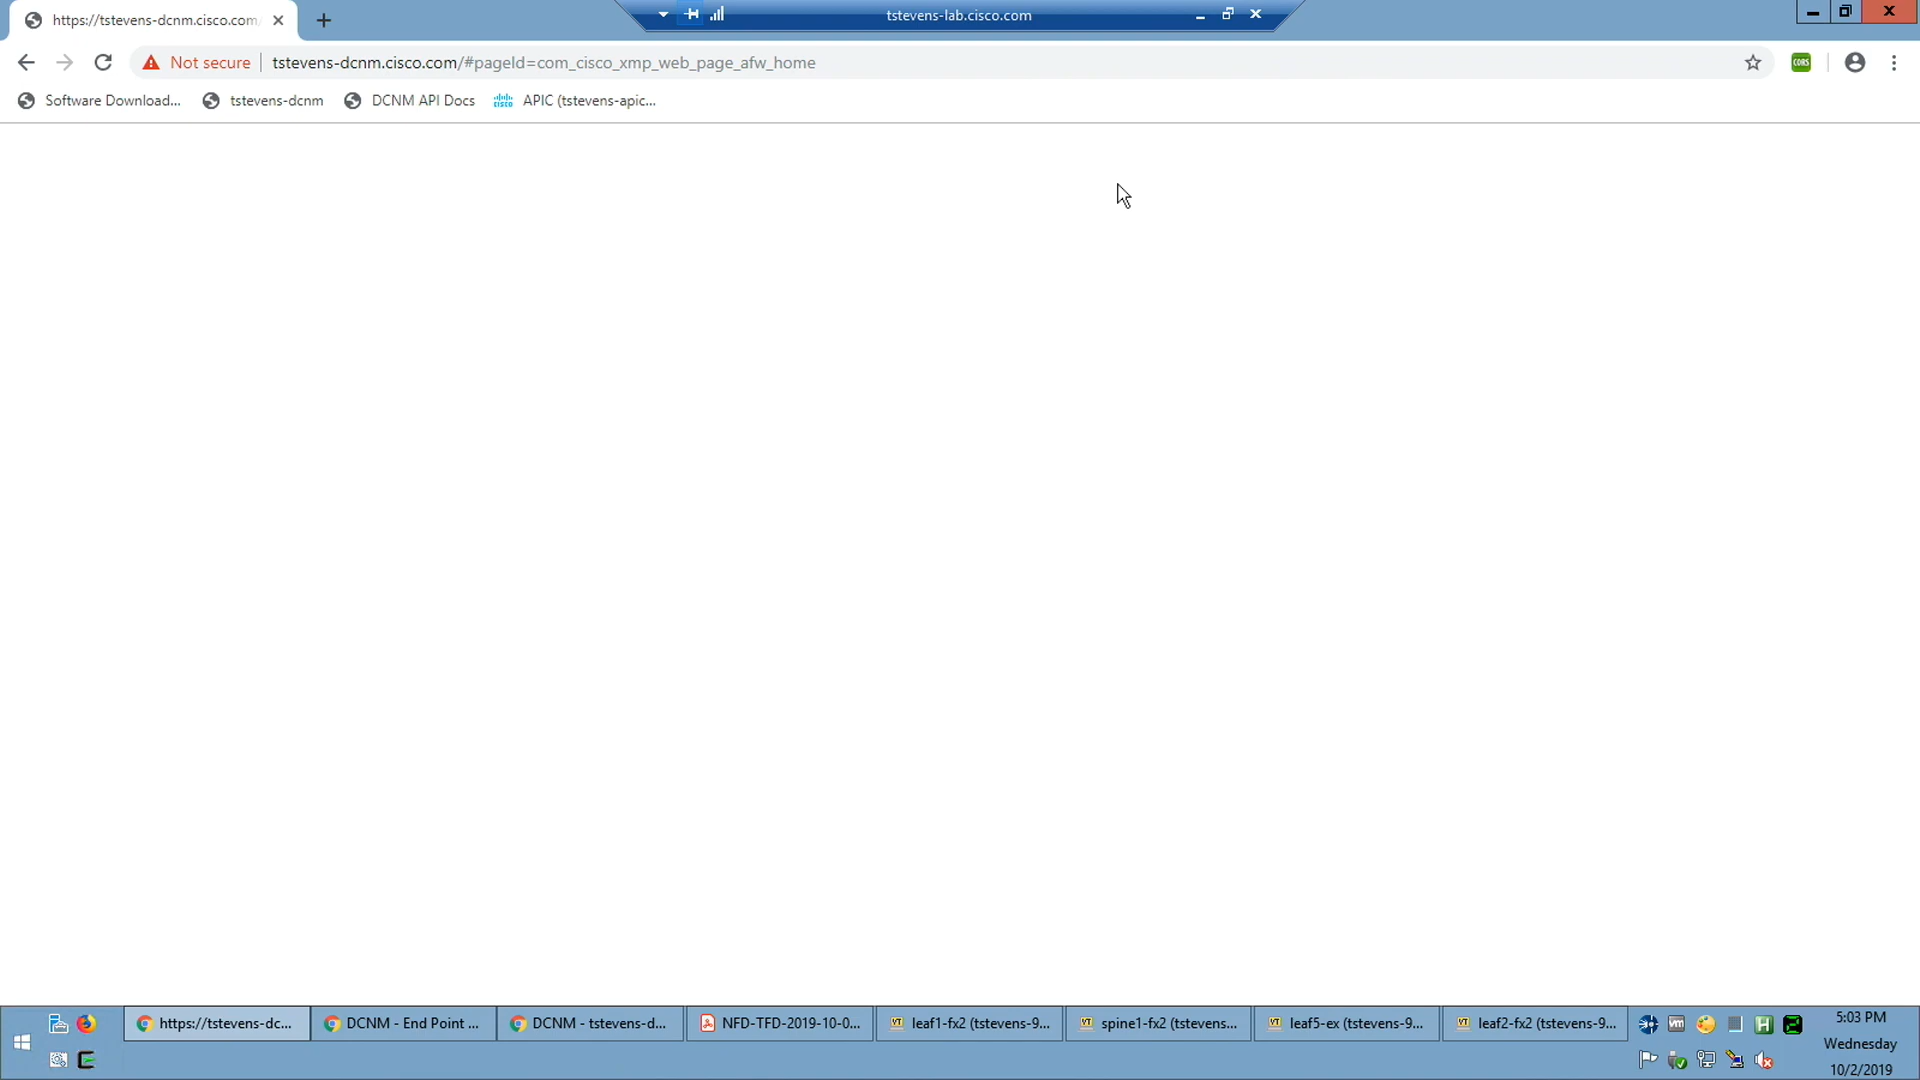 https://tstevens-dcnm.cisco.com/
tstevens-lab.cisco.com
Not secure
tstevens-dcnm.cisco.com/#pageId=com_cisco_xmp_web_page_afw_home
CORS
Software Download...
tstevens-dcnm
DCNM API Docs
cisco
APIC (tstevens-apic...
https://tstevens-dc...
DCNM - End Point ...
DCNM - tstevens-d...
NFD-TFD-2019-10-0...
leaf1-fx2 (tstevens-9...
spine1-fx2 (tstevens...
leaf5-ex (tstevens-9...
leaf2-fx2 (tstevens-9...
5:03 PM
Wednesday
10/2/2019